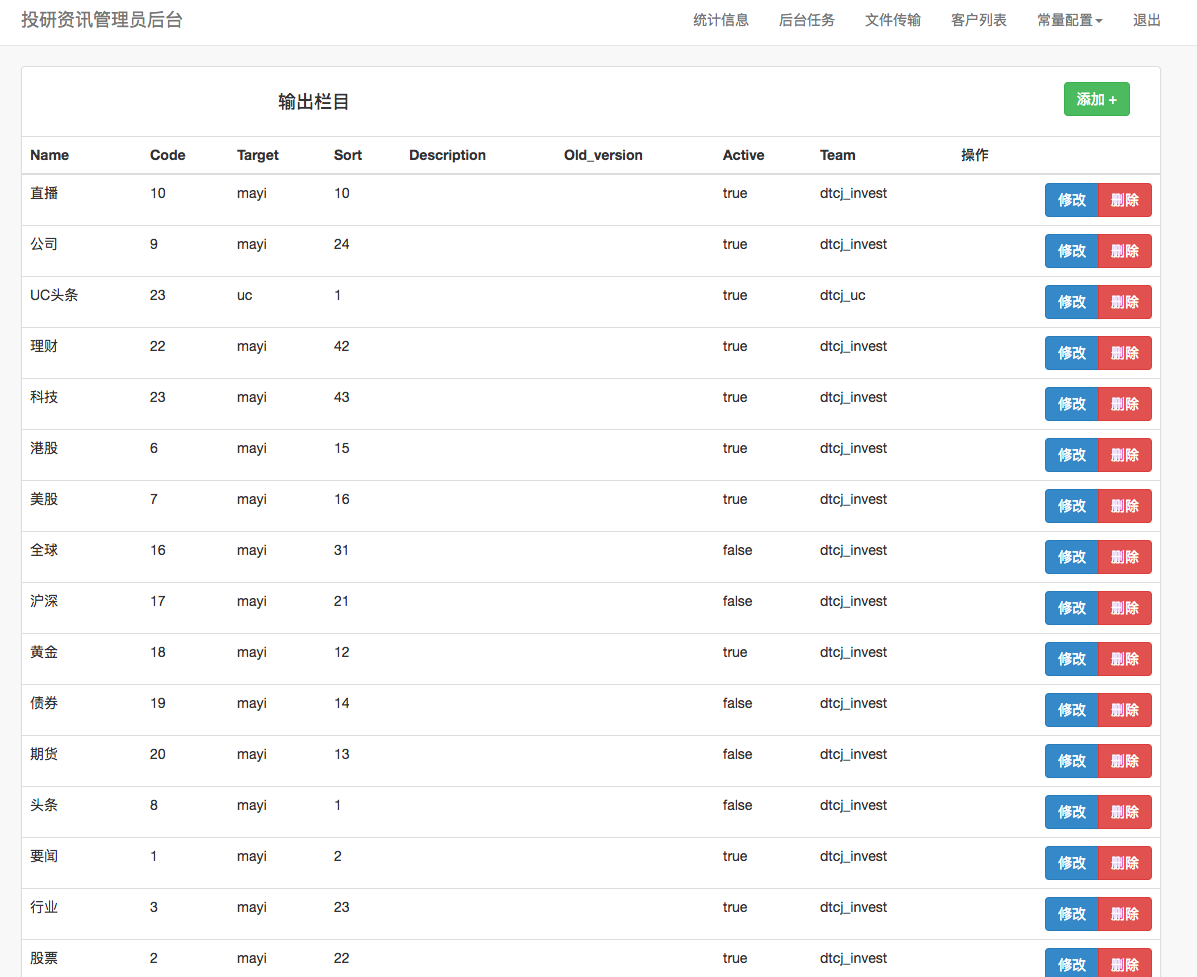 投研资讯管理员后台 统计信息 后台任务 文件传输 客户列表 常量配置 退出
输出栏目 添加 +
Name Code Target Sort Description Old_version Active Team 操作
直播 10 mayi 10 true dtcj_invest 修改 删除
公司 9 mayi 24 true dtcj_invest 修改 删除
UC头条 23 uc 1 true dtcj_uc 修改 删除
理财 22 mayi 42 true dtcj_invest 修改 删除
科技 23 mayi 43 true dtcj_invest 修改 删除
港股 6 mayi 15 true dtcj_invest 修改 删除
美股 7 mayi 16 true dtcj_invest 修改 删除
全球 16 mayi 31 false dtcj_invest 修改 删除
沪深 17 mayi 21 false dtcj_invest 修改 删除
黄金 18 mayi 12 true dtcj_invest 修改 删除
债券 19 mayi 14 false dtcj_invest 修改 删除
期货 20 mayi 13 false dtcj_invest 修改 删除
头条 8 mayi 1 false dtcj_invest 修改 删除
要闻 1 mayi 2 true dtcj_invest 修改 删除
行业 3 mayi 23 true dtcj_invest 修改 删除
股票 2 mayi 22 true dtcj_invest 修改 删除